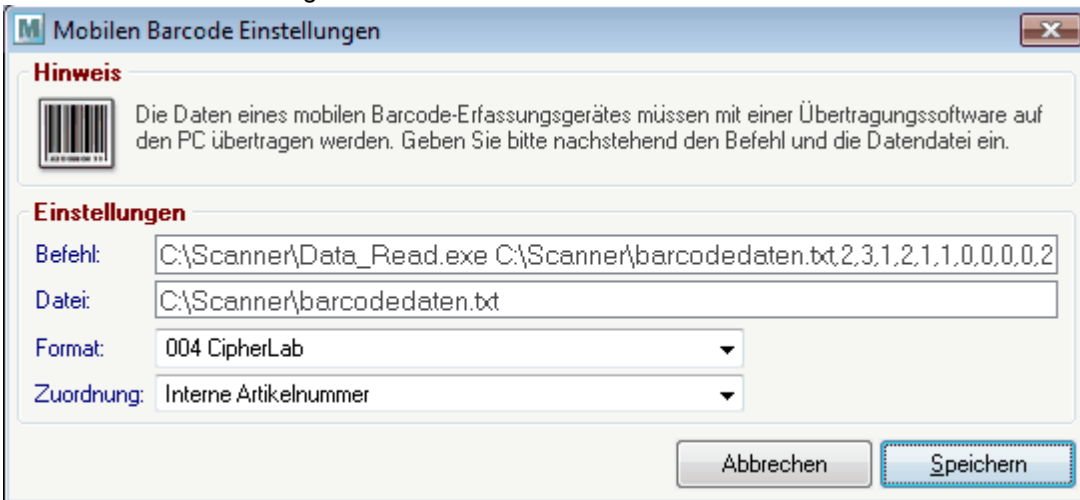 Mobilen Barcode Einstellungen
Hinweis
Die Daten eines mobilen Barcode-Erfassungsgerätes müssen mit einer Übertragungssoftware auf
den PC übertragen werden. Geben Sie bitte nachstehend den Befehl und die Datendatei ein.
Einstellungen
Befehl: C:\Scanner\Data_Read.exe C:\Scanner\barcodedaten.txt,2,3,1,2,1,1,0,0,0,0,2
Datei: C:\Scanner\barcodedaten.txt
Format: 004 CipherLab
Zuordnung: Interne Artikelnummer
Abbrechen Speichern